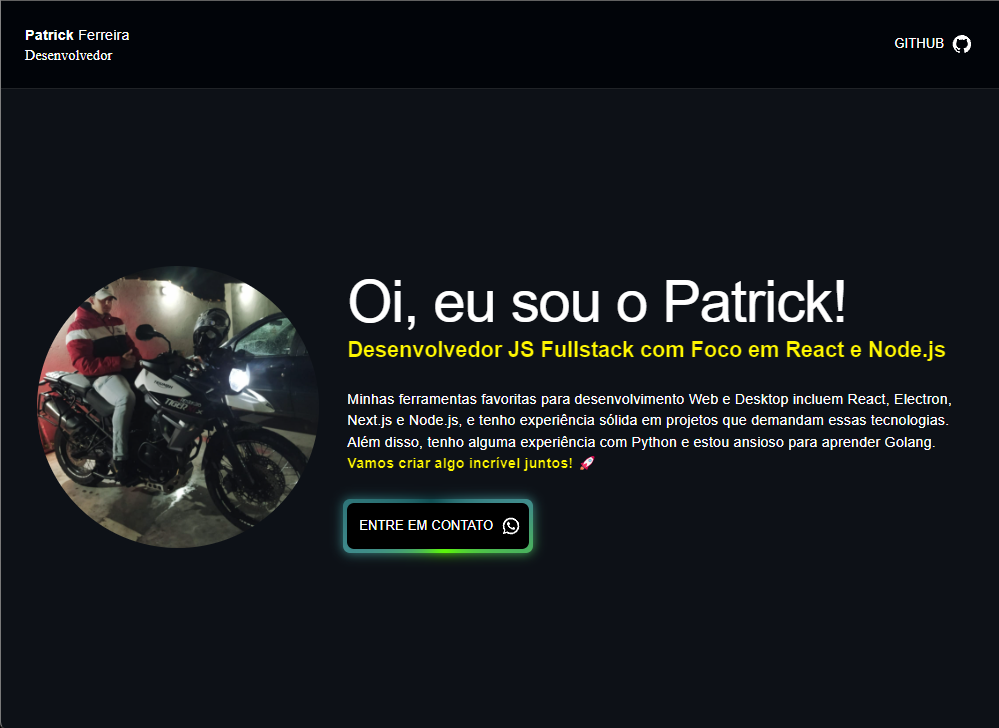 Patrick Ferreira
Desenvolvedor
GITHUB
Oi, eu sou o Patrick!
Desenvolvedor JS Fullstack com Foco em React e Node.js
Minhas ferramentas favoritas para desenvolvimento Web e Desktop incluem React, Electron,
Next.js e Node.js, e tenho experiência sólida em projetos que demandam essas tecnologias.
Além disso, tenho alguma experiência com Python e estou ansioso para aprender Golang.
Vamos criar algo incrível juntos! 🚀
ENTRE EM CONTATO
TRIUMPH
TIGER